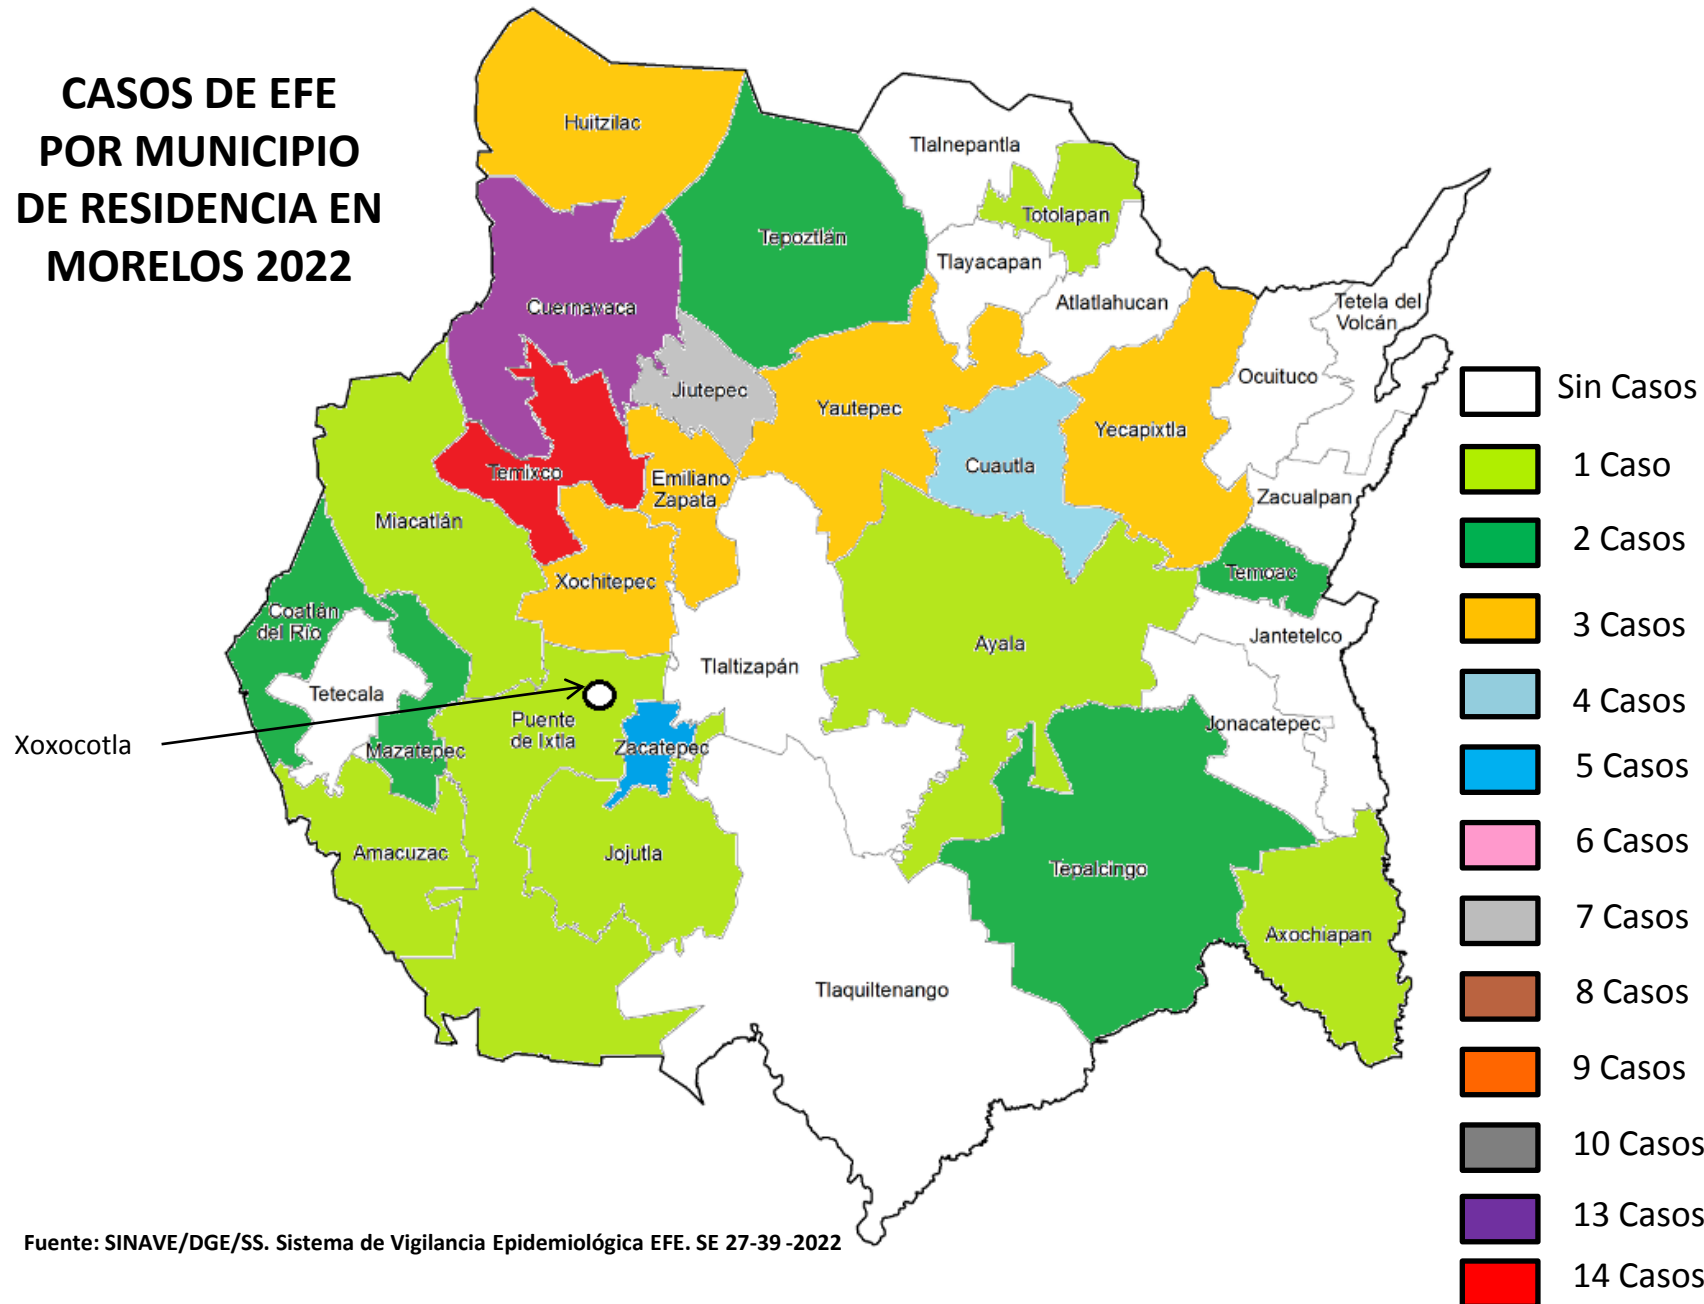 CASOS DE EFE
POR MUNICIPIO
DE RESIDENCIA EN
MORELOS 2022
Huitzilac
Tlalnepantla
Totolapan
Tepoztlán
Tlayacapan
Atlatlahucan
Tetela del
Volcán
Cuernavaca
Ocuituco
Jiutepec
Yautepec
Yecapixtla
Cuautla
Temixco
Emiliano
Zapata
Zacualpan
Miacatlán
Xochitepec
Temoac
Coatlán
del Río
Jantetelco
Ayala
Tlaltizapán
Tetecala
Puente
de Ixtla
Jonacatepec
Xoxocotla
Mazatepec
Zacatepec
Amacuzac
Jojutla
Tepalcingo
Axochiapan
Tlaquiltenango
Sin Casos
1 Caso
2 Casos
3 Casos
4 Casos
5 Casos
6 Casos
7 Casos
8 Casos
9 Casos
10 Casos
13 Casos
14 Casos
Fuente: SINAVE/DGE/SS. Sistema de Vigilancia Epidemiológica EFE. SE 27-39 -2022